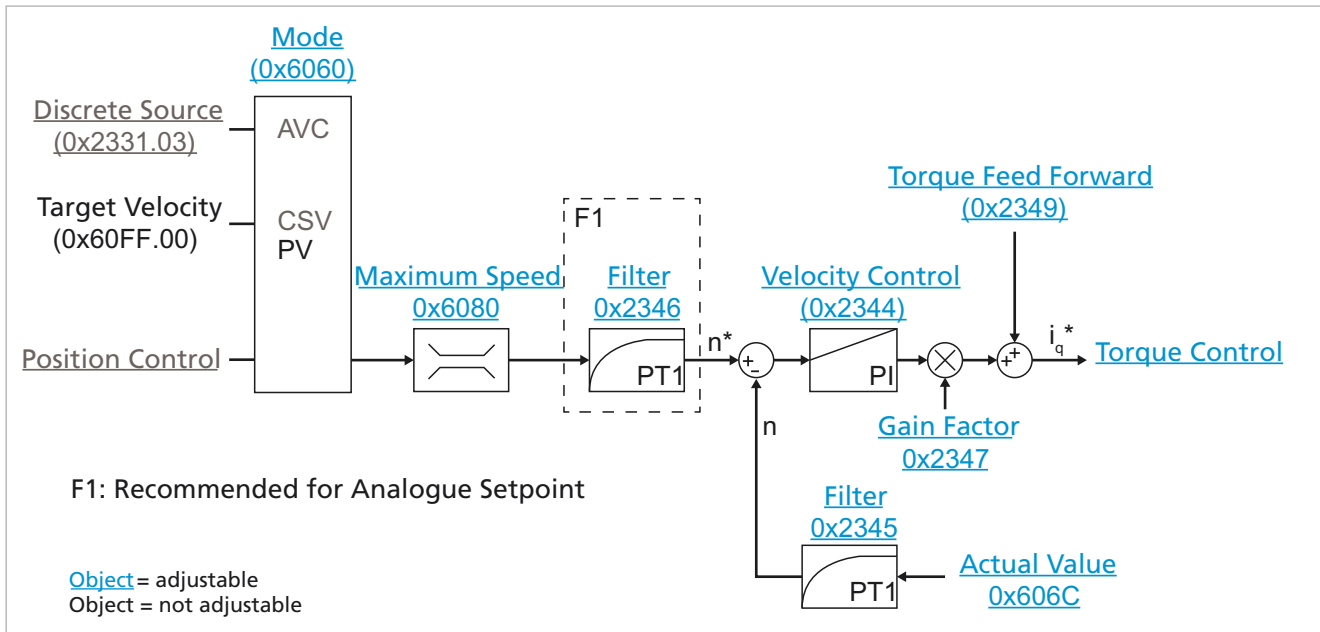 Mode
(0x6060)
Discrete Source
(0x2331.03)
AVC
Target Velocity
(0x60FF.00)
CSV
PV
Position Control
Maximum Speed
0x6080
F1
Filter
0x2346
PT1
n*
+
-
n
Velocity Control
(0x2344)
PI
Gain Factor
0x2347
Torque Feed Forward
(0x2349)
+
+
iq*
Torque Control
F1: Recommended for Analogue Setpoint
Filter
0x2345
PT1
Actual Value
0x606C
Object = adjustable
Object = not adjustable